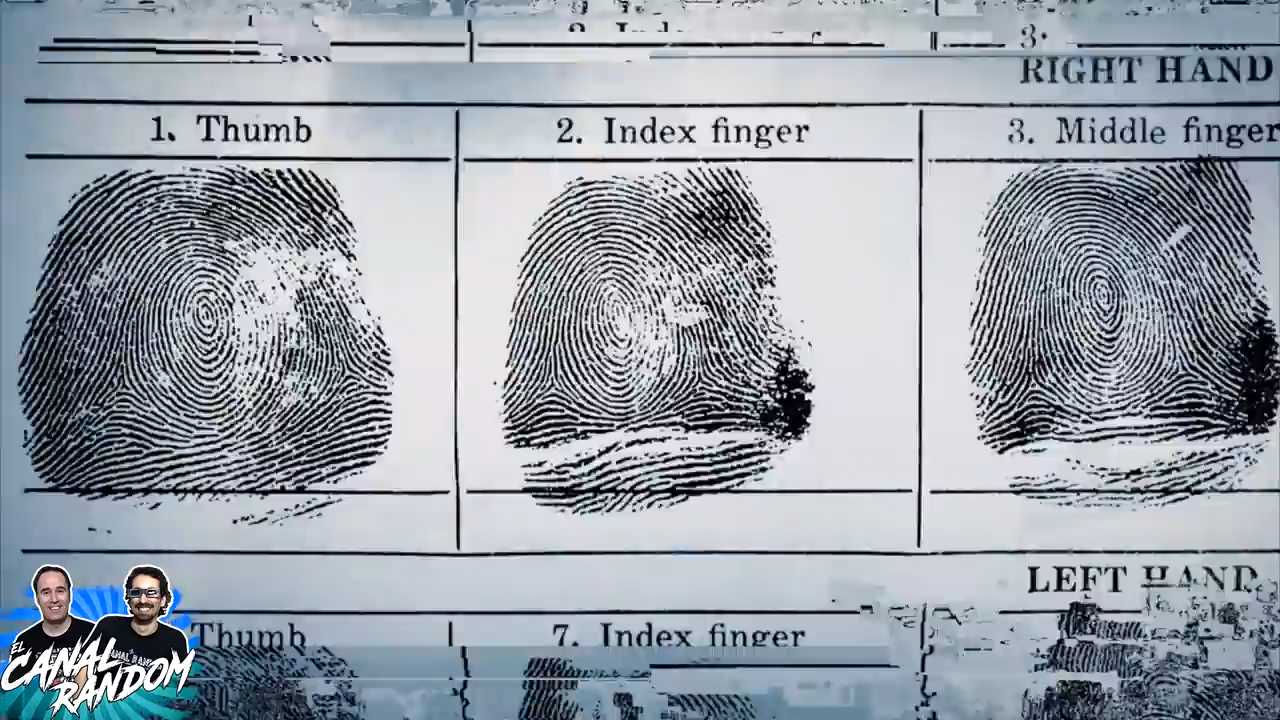 3.
RIGHT HAND
1. Thumb
2. Index finger
3. Middle finger
LEFT HAND
Thumb
7. Index finger
EL
CANAL
RANDOM